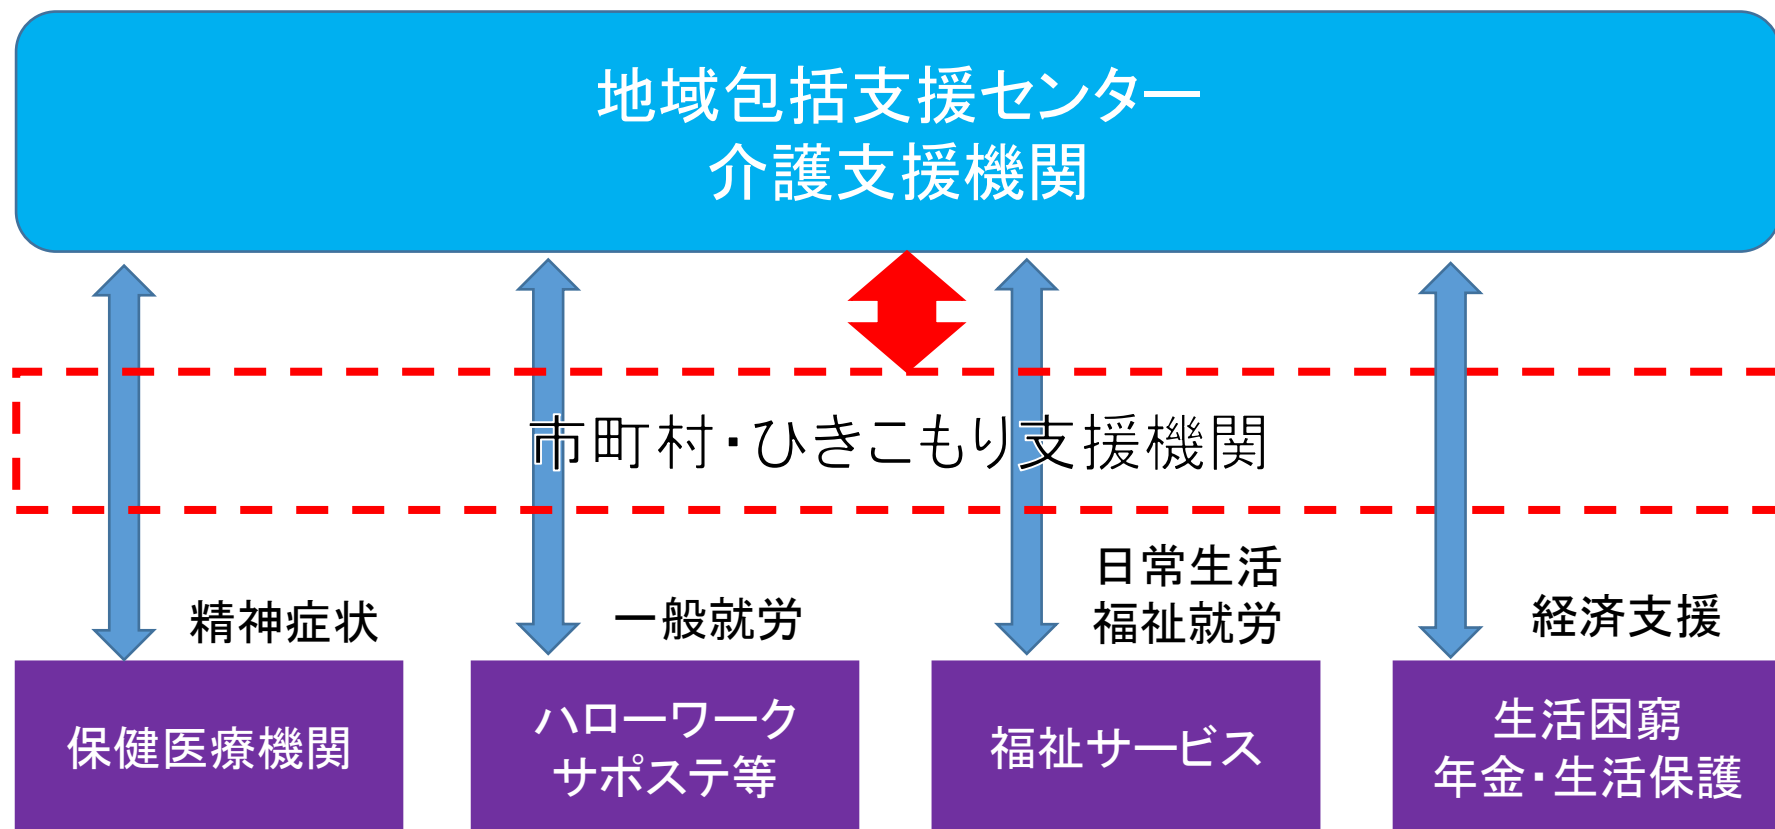 地域包括支援センター
介護支援機関
市町村・ひきこもり支援機関
精神症状
一般就労
日常生活
福祉就労
経済支援
保健医療機関
ハローワーク
サポステ等
福祉サービス
生活困窮
年金・生活保護